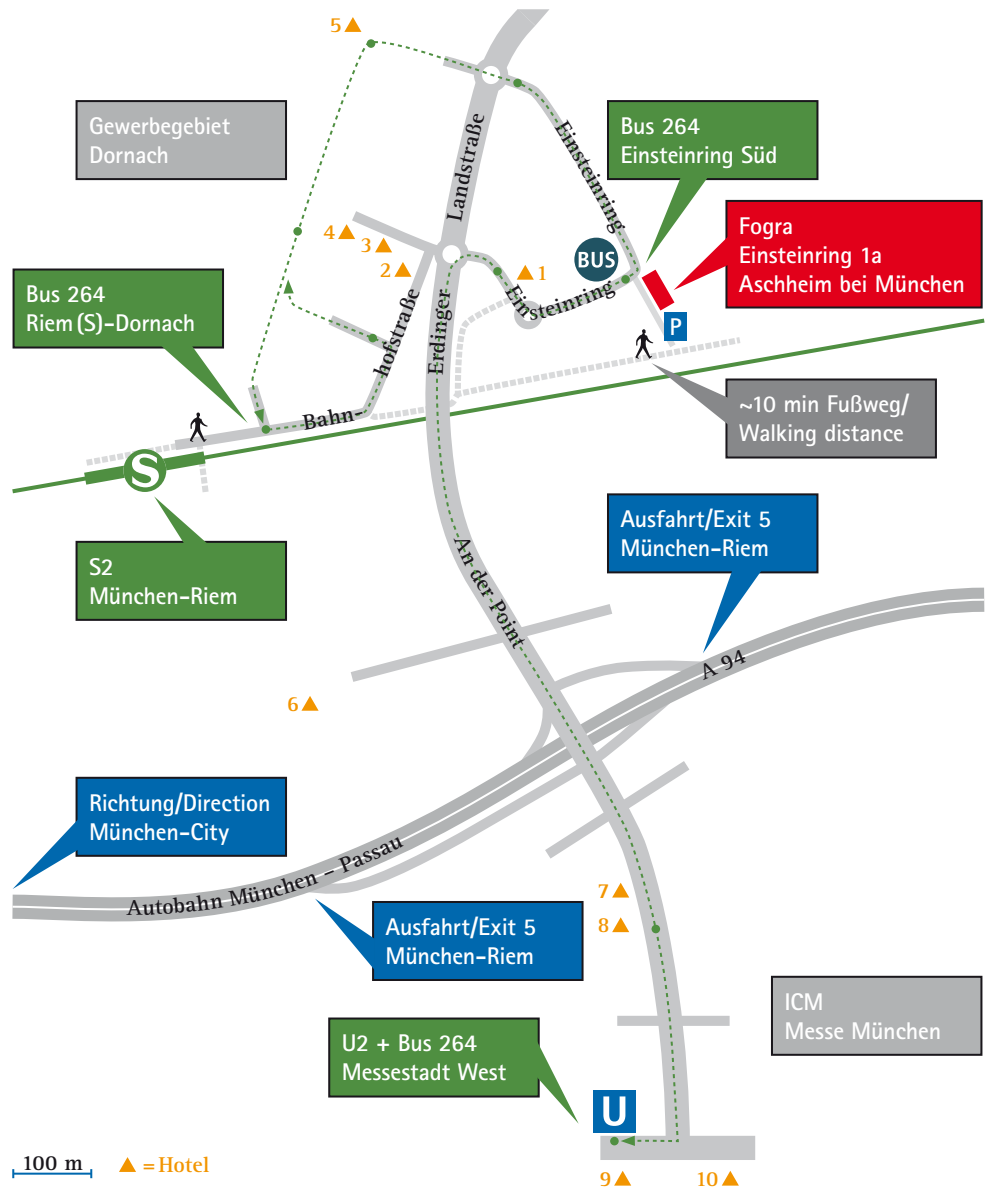 5
Gewerbegebiet
Dornach
Bus 264
Einsteinring Süd
Landstraße
Einsteinring
Fogra
Einsteinring 1a
Aschheim bei München
4
3
2
1
BUS
Bus 264
Riem (S)-Dornach
Einsteinring
Erdinger
hofstraße
P
Bahn-
~10 min Fußweg/
Walking distance
S
Ausfahrt/Exit 5
München-Riem
S2
München-Riem
An der Point
A 94
6
Richtung/Direction
München-City
Autobahn München – Passau
7
8
Ausfahrt/Exit 5
München-Riem
ICM
Messe München
U2 + Bus 264
Messestadt West
U
100 m
= Hotel
9
10